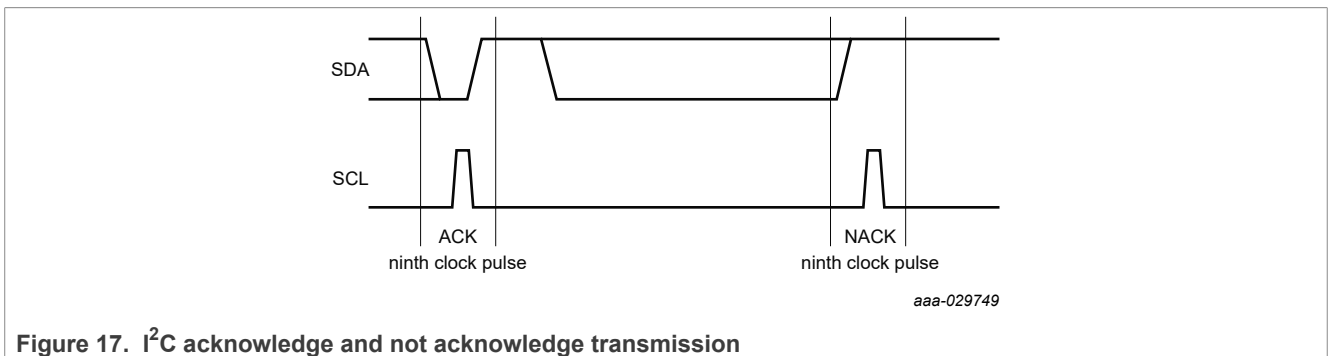 SDA
SCL
ACK NACK
ninth clock pulse ninth clock pulse
aaa-029749
Figure 17. I²C acknowledge and not acknowledge transmission